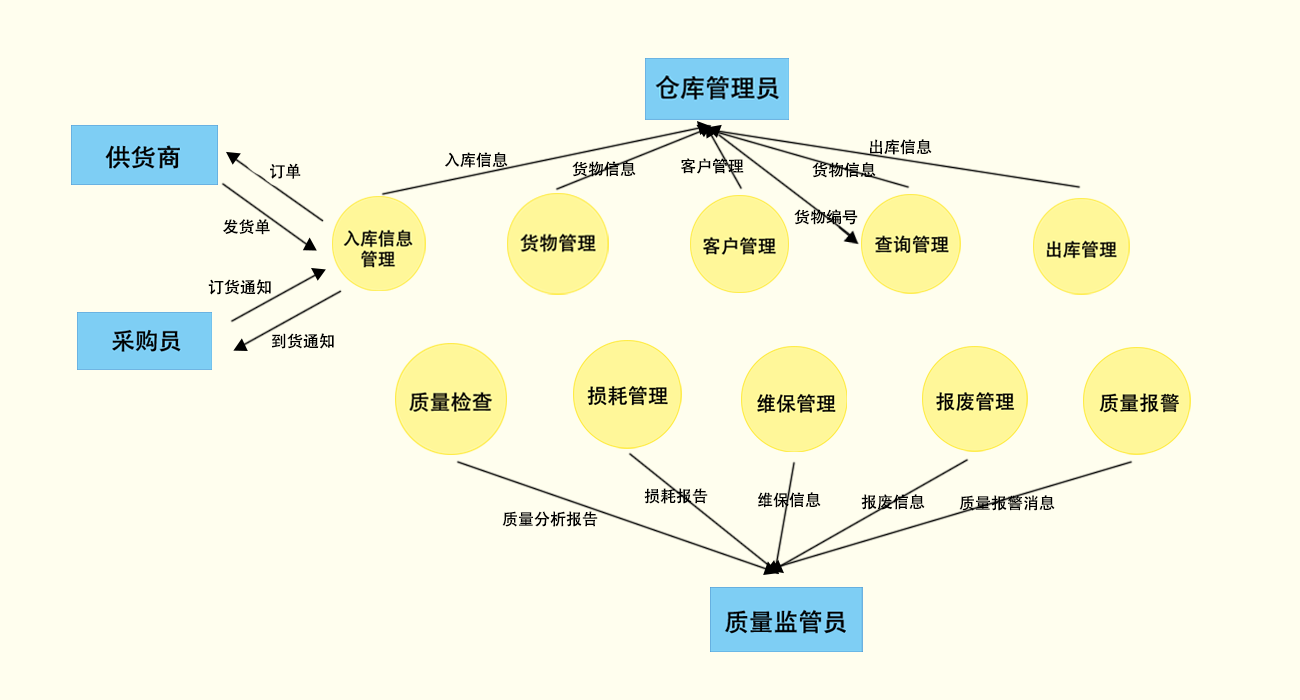 仓库管理员
供货商
订单
发货单
入库信息
货物信息
客户管理
货物信息
出库信息
货物编号
入库信息
管理
货物管理
客户管理
查询管理
出库管理
订货通知
到货通知
采购员
质量检查
损耗管理
维保管理
报废管理
质量报警
质量分析报告
损耗报告
维保信息
报废信息
质量报警消息
质量监管员